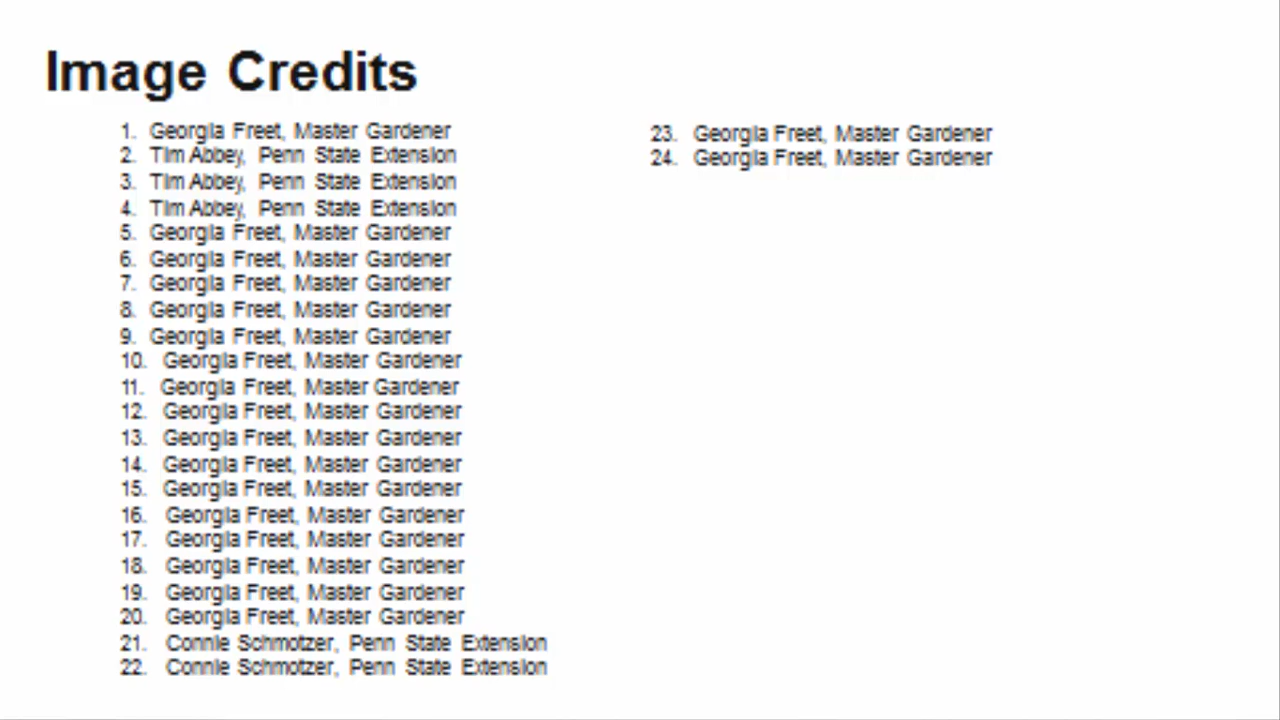 Image Credits
1. Georgia Freet, Master Gardener
2. Tim Abbey, Penn State Extension
3. Tim Abbey, Penn State Extension
4. Tim Abbey, Penn State Extension
5. Georgia Freet, Master Gardener
6. Georgia Freet, Master Gardener
7. Georgia Freet, Master Gardener
8. Georgia Freet, Master Gardener
9. Georgia Freet, Master Gardener
10. Georgia Freet, Master Gardener
11. Georgia Freet, Master Gardener
12. Georgia Freet, Master Gardener
13. Georgia Freet, Master Gardener
14. Georgia Freet, Master Gardener
15. Georgia Freet, Master Gardener
16. Georgia Freet, Master Gardener
17. Georgia Freet, Master Gardener
18. Georgia Freet, Master Gardener
19. Georgia Freet, Master Gardener
20. Georgia Freet, Master Gardener
21. Connie Schmotzer, Penn State Extension
22. Connie Schmotzer, Penn State Extension
23. Georgia Freet, Master Gardener
24. Georgia Freet, Master Gardener